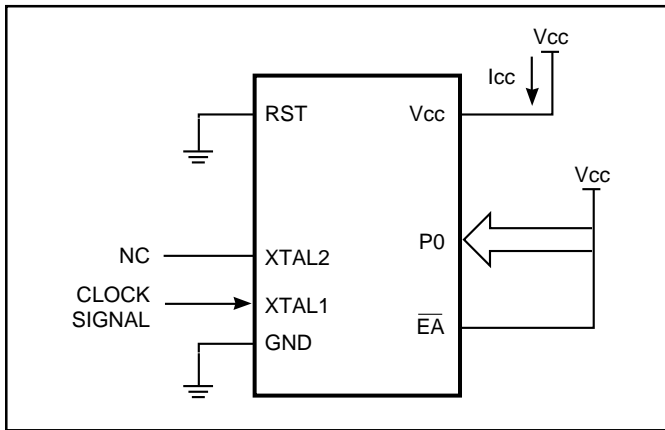 Vcc
Icc
RST
Vcc
Vcc
P0
NC
XTAL2
CLOCK
SIGNAL
XTAL1
EA
GND